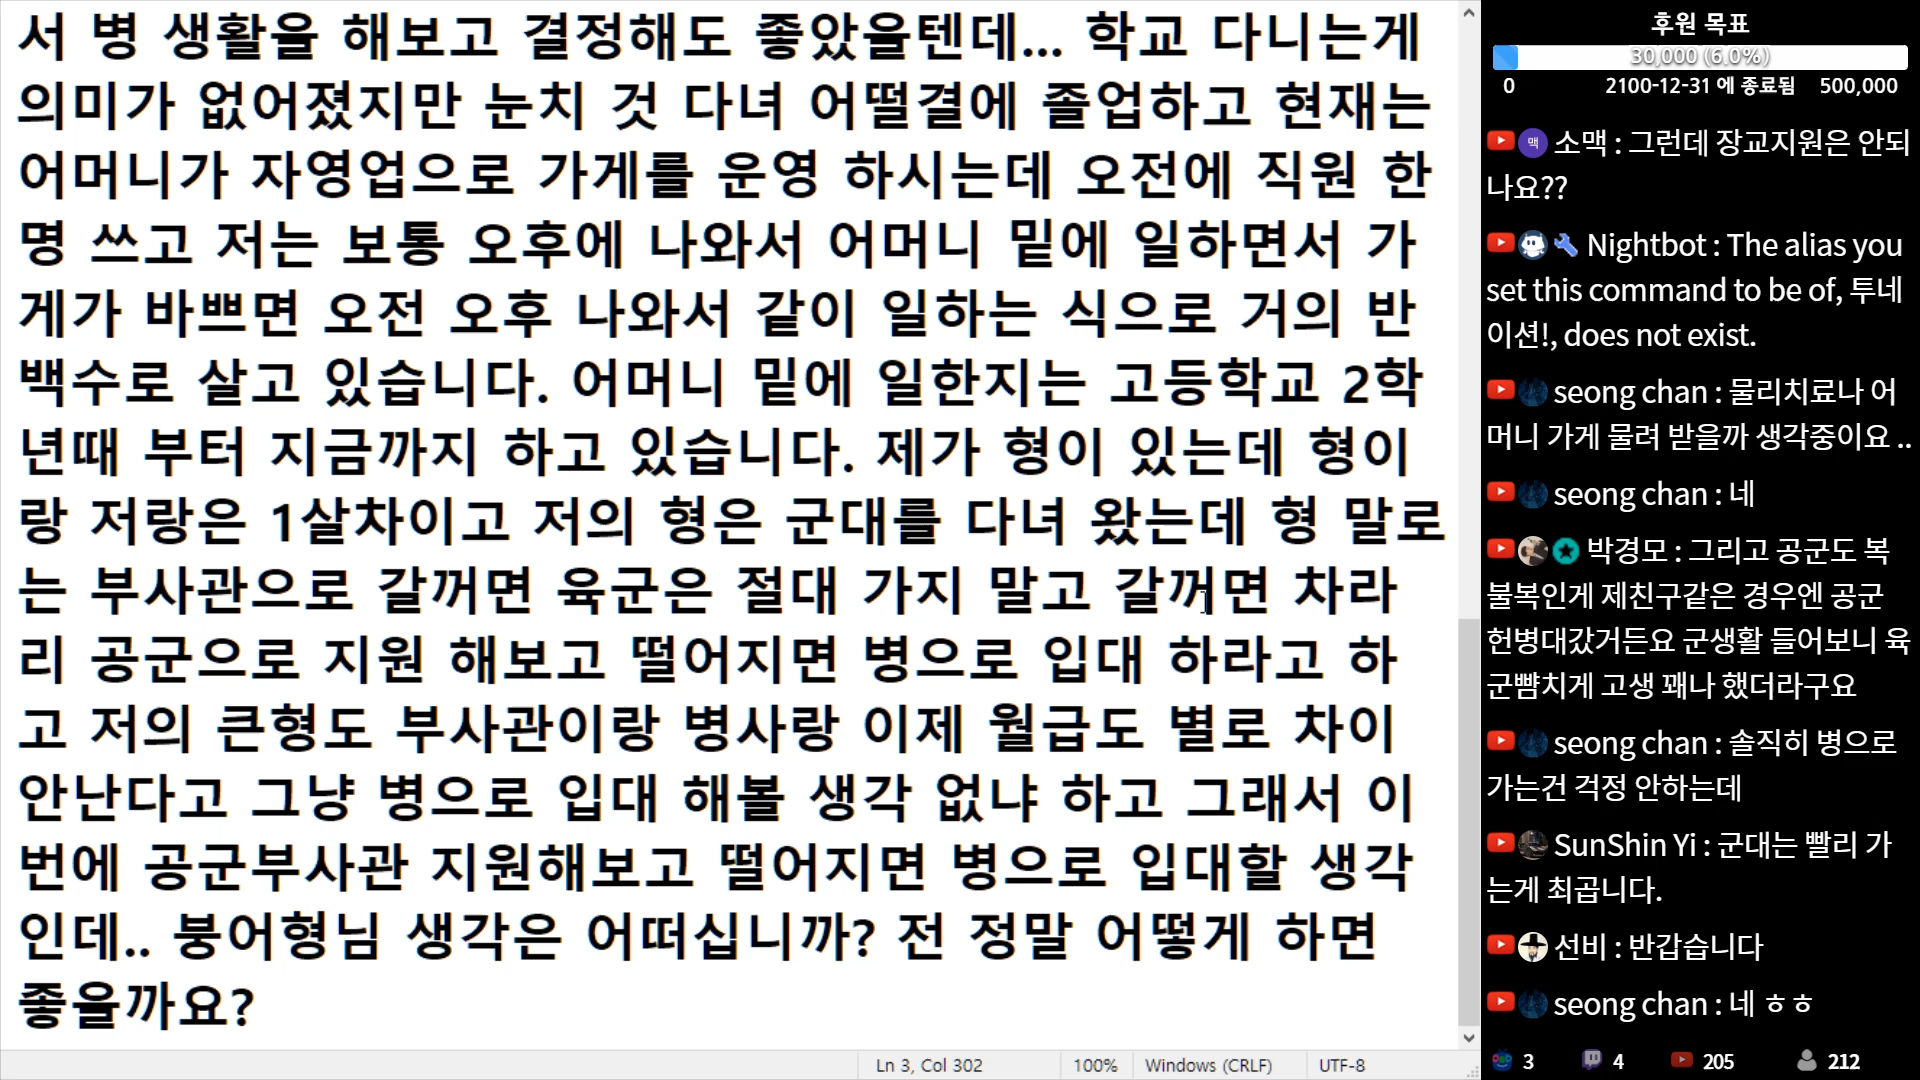 서 병 생활을 해보고 결정해도 좋았을텐데... 학교 다니는게
의미가 없어졌지만 눈치 것 다녀 어떨결에 졸업하고 현재는
어머니가 자영업으로 가게를 운영 하시는데 오전에 직원 한
명 쓰고 저는 보통 오후에 나와서 어머니 밑에 일하면서 가
게가 바쁘면 오전 오후 나와서 같이 일하는 식으로 거의 반
백수로 살고 있습니다. 어머니 밑에 일한지는 고등학교 2학
년때 부터 지금까지 하고 있습니다. 제가 형이 있는데 형이
랑 저랑은 1살차이고 저의 형은 군대를 다녀 왔는데 형 말로
는 부사관으로 갈꺼면 육군은 절대 가지 말고 갈꺼면 차라
리 공군으로 지원 해보고 떨어지면 병으로 입대 하라고 하
고 저의 큰형도 부사관이랑 병사랑 이제 월급도 별로 차이
안난다고 그냥 병으로 입대 해볼 생각 없냐 하고 그래서 이
번에 공군부사관 지원해보고 떨어지면 병으로 입대할 생각
인데.. 붕어형님 생각은 어떠십니까? 전 정말 어떻게 하면
좋을까요?
Ln 3, Col 302
100%
Windows (CRLF)
UTF-8
후원 목표
30,000 (6.0%)
0 2100-12-31 에 종료됨 500,000
맥 소맥 : 그런데 장교지원은 안되
나요??
Nightbot : The alias you
set this command to be of, 투네
이션!, does not exist.
seong chan : 물리치료나 어
머니 가게 물려 받을까 생각중이요 ..
seong chan : 네
박경모 : 그리고 공군도 복
불복인게 제친구같은 경우엔 공군
헌병대갔거든요 군생활 들어보니 육
군뺨치게 고생 꽤나 했더라구요
seong chan : 솔직히 병으로
가는건 걱정 안하는데
SunShin Yi : 군대는 빨리 가
는게 최곱니다.
선비 : 반갑습니다
seong chan : 네 ㅎㅎ
3 4 205 212